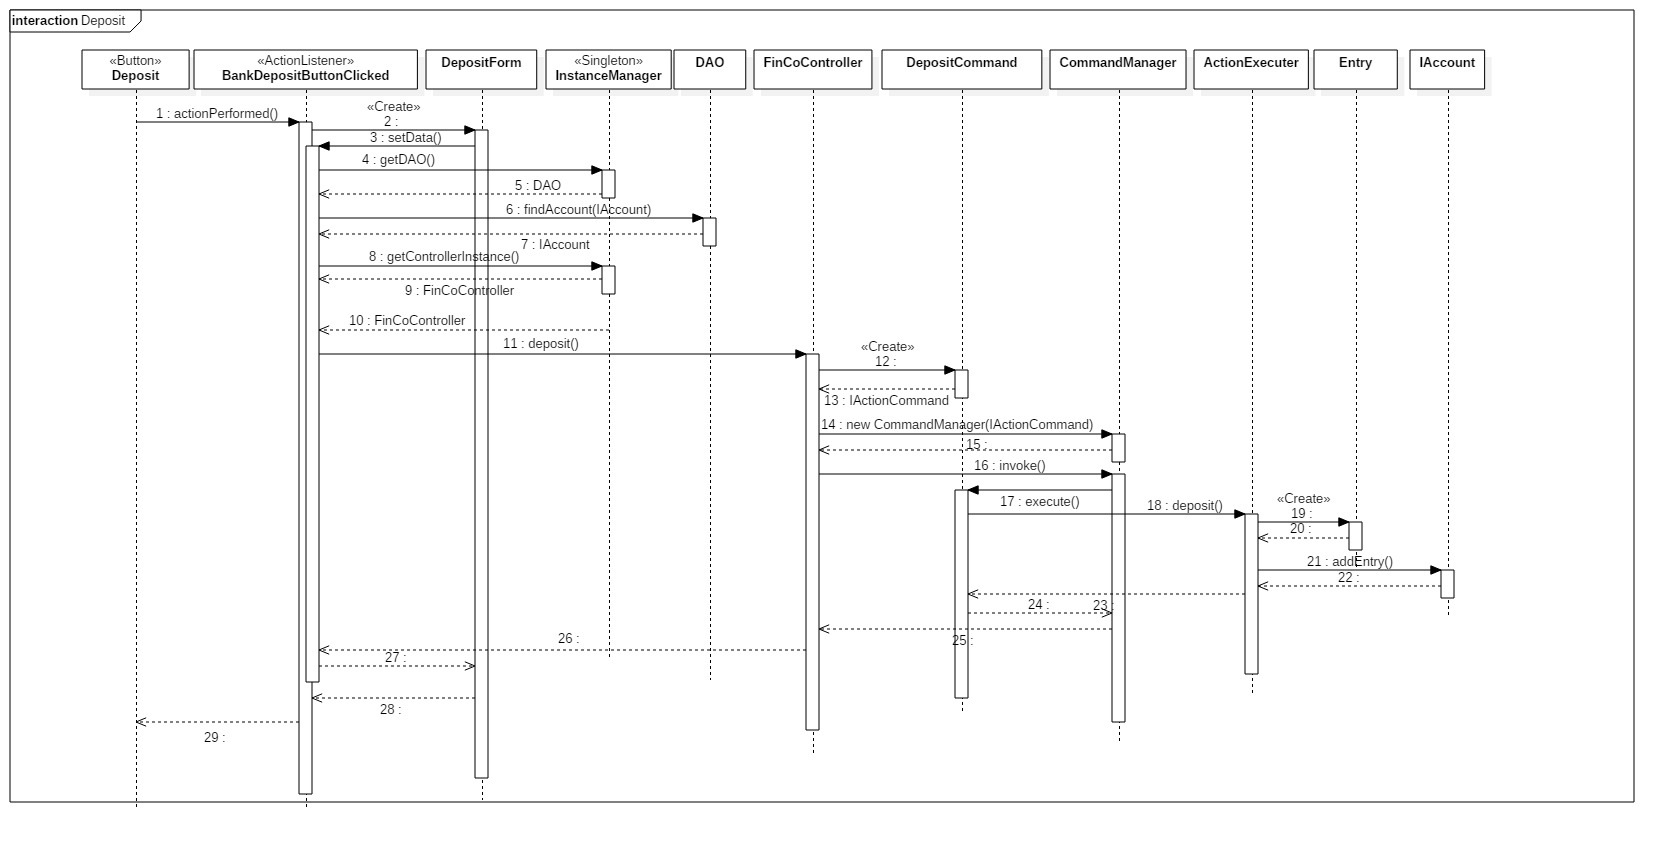 interaction Deposit
«Button»
Deposit
«ActionListener»
BankDepositButtonClicked
DepositForm
«Singleton»
InstanceManager
DAO
FinCoController
DepositCommand
CommandManager
ActionExecuter
Entry
IAccount
1 : actionPerformed()
«Create»
2 :
3 : setData()
4 : getDAO()
5 : DAO
6 : findAccount(IAccount)
7 : IAccount
8 : getControllerInstance()
9 : FinCoController
10 : FinCoController
11 : deposit()
«Create»
12 :
13 : IActionCommand
14 : new CommandManager(IActionCommand)
15 :
16 : invoke()
17 : execute()
18 : deposit()
«Create»
19 :
20 :
21 : addEntry()
22 :
23 :
24 :
25 :
26 :
27 :
28 :
29 :